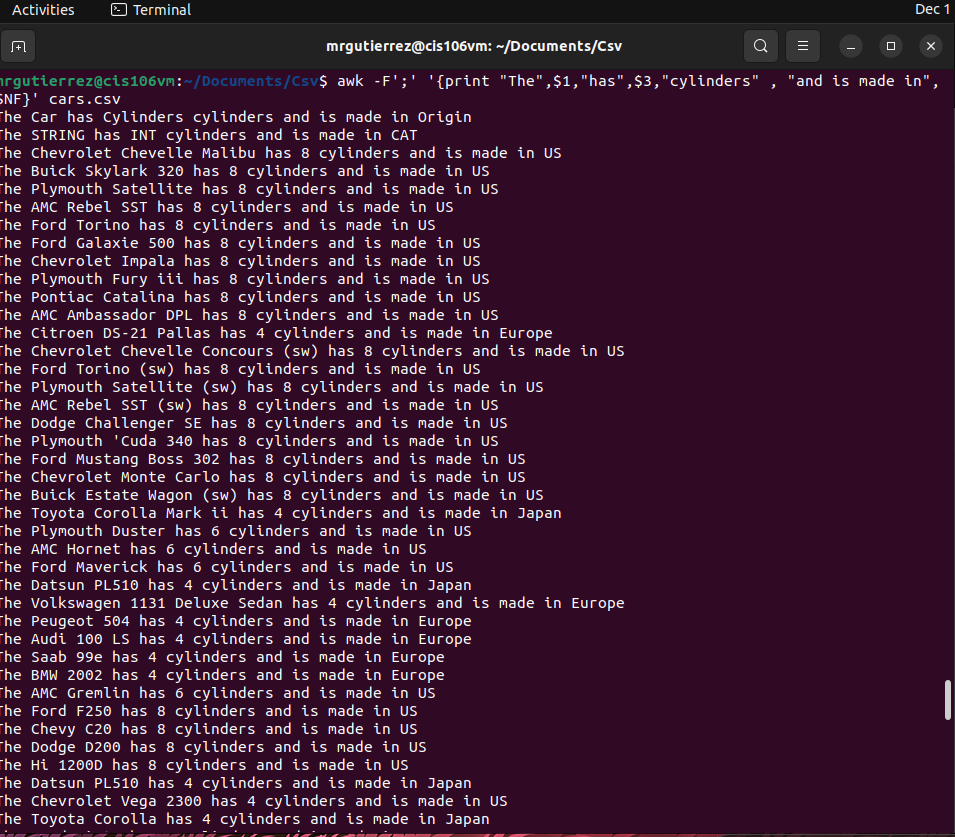 Activities Terminal Dec 1
mrgutierrez@cis106vm: ~/Documents/Csv
mrgutierrez@cis106vm:~/Documents/Csv$ awk -F';' '{print "The",$1,"has",$3,"cylinders" , "and is made in",
$NF}' cars.csv
The Car has Cylinders cylinders and is made in Origin
The STRING has INT cylinders and is made in CAT
The Chevrolet Chevelle Malibu has 8 cylinders and is made in US
The Buick Skylark 320 has 8 cylinders and is made in US
The Plymouth Satellite has 8 cylinders and is made in US
The AMC Rebel SST has 8 cylinders and is made in US
The Ford Torino has 8 cylinders and is made in US
The Ford Galaxie 500 has 8 cylinders and is made in US
The Chevrolet Impala has 8 cylinders and is made in US
The Plymouth Fury iii has 8 cylinders and is made in US
The Pontiac Catalina has 8 cylinders and is made in US
The AMC Ambassador DPL has 8 cylinders and is made in US
The Citroen DS-21 Pallas has 4 cylinders and is made in Europe
The Chevrolet Chevelle Concours (sw) has 8 cylinders and is made in US
The Ford Torino (sw) has 8 cylinders and is made in US
The Plymouth Satellite (sw) has 8 cylinders and is made in US
The AMC Rebel SST (sw) has 8 cylinders and is made in US
The Dodge Challenger SE has 8 cylinders and is made in US
The Plymouth 'Cuda 340 has 8 cylinders and is made in US
The Ford Mustang Boss 302 has 8 cylinders and is made in US
The Chevrolet Monte Carlo has 8 cylinders and is made in US
The Buick Estate Wagon (sw) has 8 cylinders and is made in US
The Toyota Corolla Mark ii has 4 cylinders and is made in Japan
The Plymouth Duster has 6 cylinders and is made in US
The AMC Hornet has 6 cylinders and is made in US
The Ford Maverick has 6 cylinders and is made in US
The Datsun PL510 has 4 cylinders and is made in Japan
The Volkswagen 1131 Deluxe Sedan has 4 cylinders and is made in Europe
The Peugeot 504 has 4 cylinders and is made in Europe
The Audi 100 LS has 4 cylinders and is made in Europe
The Saab 99e has 4 cylinders and is made in Europe
The BMW 2002 has 4 cylinders and is made in Europe
The AMC Gremlin has 6 cylinders and is made in US
The Ford F250 has 8 cylinders and is made in US
The Chevy C20 has 8 cylinders and is made in US
The Dodge D200 has 8 cylinders and is made in US
The Hi 1200D has 8 cylinders and is made in US
The Datsun PL510 has 4 cylinders and is made in Japan
The Chevrolet Vega 2300 has 4 cylinders and is made in US
The Toyota Corolla has 4 cylinders and is made in Japan